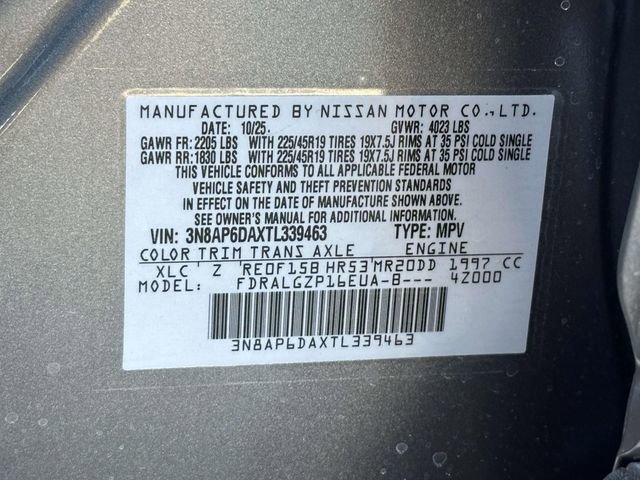 MANUFACTURED BY NISSAN MOTOR CO.,LTD.
DATE: 10/25. GVWR: 4023 LBS
GAWR FR: 2205 LBS WITH 225/45R19 TIRES 19X7.5J RIMS AT 35 PSI COLD SINGLE
GAWR RR: 1830 LBS WITH 225/45R19 TIRES 19X7.5J RIMS AT 35 PSI COLD SINGLE
THIS VEHICLE CONFORMS TO ALL APPLICABLE FEDERAL MOTOR
VEHICLE SAFETY AND THEFT PREVENTION STANDARDS
IN EFFECT ON THE DATE OF MANUFACTURE SHOWN ABOVE.
SEE OWNER'S MANUAL FOR ADDITIONAL INFORMATION.
VIN: 3N8AP6DAXTL339463 TYPE: MPV
COLOR TRIM TRANS AXLE ENGINE
XLC Z RE0F15B HR53 MR20DD 1997 CC
MODEL: FDRALGZP16EUA-B--- 4Z000
3N8AP6DAXTL339463